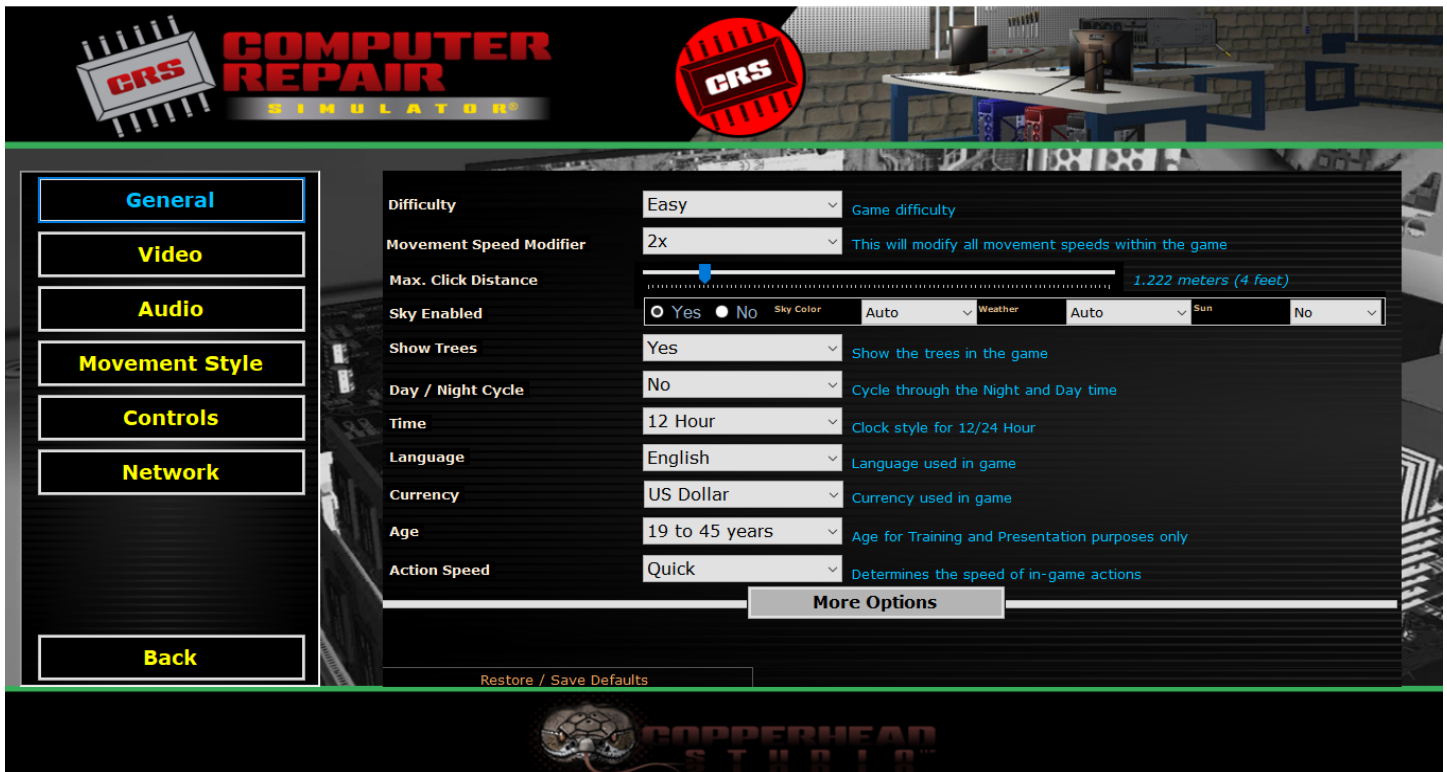 CRS
COMPUTER
REPAIR
SIMULATOR®
CRS
General
Video
Audio
Movement Style
Controls
Network
Back
Difficulty Easy Game difficulty
Movement Speed Modifier 2x This will modify all movement speeds within the game
Max. Click Distance 1.222 meters (4 feet)
Sky Enabled Yes No Sky Color Auto Weather Auto Sun No
Show Trees Yes Show the trees in the game
Day / Night Cycle No Cycle through the Night and Day time
Time 12 Hour Clock style for 12/24 Hour
Language English Language used in game
Currency US Dollar Currency used in game
Age 19 to 45 years Age for Training and Presentation purposes only
Action Speed Quick Determines the speed of in-game actions
More Options
Restore / Save Defaults
COPPERHEAD
STUDIO